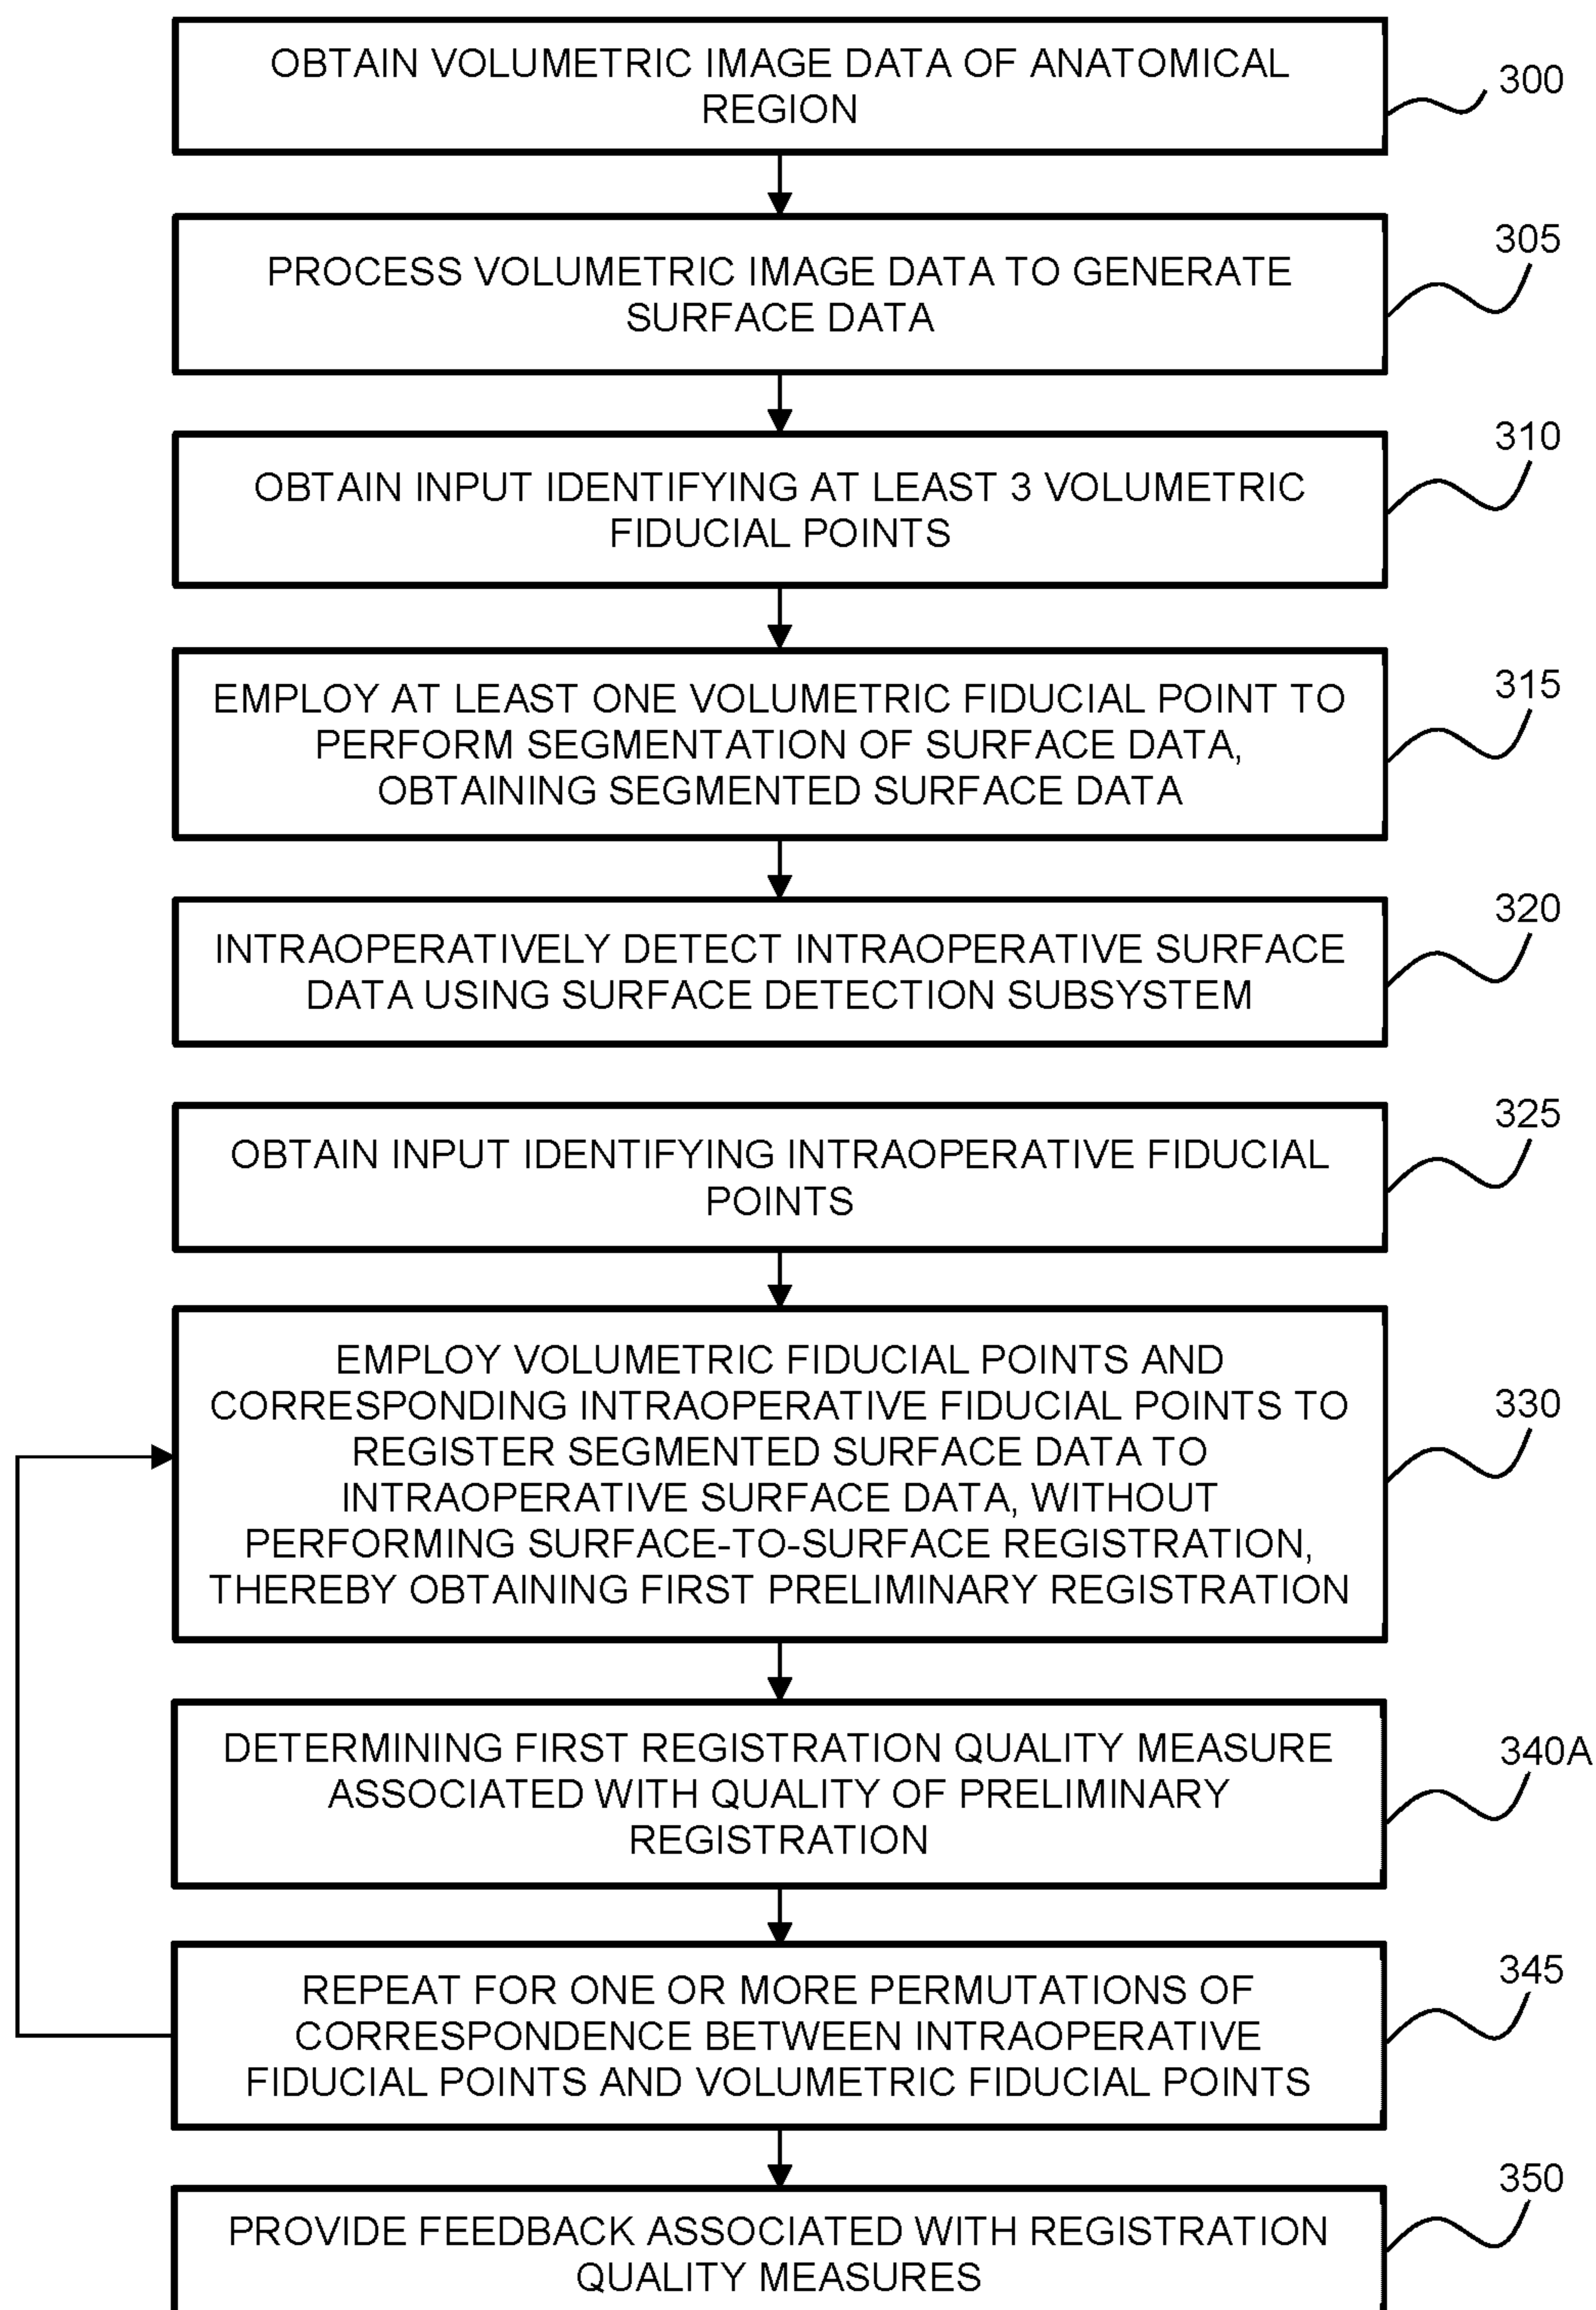 OBTAIN VOLUMETRIC IMAGE DATA OF ANATOMICAL
REGION
300
PROCESS VOLUMETRIC IMAGE DATA TO GENERATE
SURFACE DATA
305
OBTAIN INPUT IDENTIFYING AT LEAST 3 VOLUMETRIC
FIDUCIAL POINTS
310
EMPLOY AT LEAST ONE VOLUMETRIC FIDUCIAL POINT TO
PERFORM SEGMENTATION OF SURFACE DATA,
OBTAINING SEGMENTED SURFACE DATA
315
INTRAOPERATIVELY DETECT INTRAOPERATIVE SURFACE
DATA USING SURFACE DETECTION SUBSYSTEM
320
OBTAIN INPUT IDENTIFYING INTRAOPERATIVE FIDUCIAL
POINTS
325
EMPLOY VOLUMETRIC FIDUCIAL POINTS AND
CORRESPONDING INTRAOPERATIVE FIDUCIAL POINTS TO
REGISTER SEGMENTED SURFACE DATA TO
INTRAOPERATIVE SURFACE DATA, WITHOUT
PERFORMING SURFACE-TO-SURFACE REGISTRATION,
THEREBY OBTAINING FIRST PRELIMINARY REGISTRATION
330
DETERMINING FIRST REGISTRATION QUALITY MEASURE
ASSOCIATED WITH QUALITY OF PRELIMINARY
REGISTRATION
340A
REPEAT FOR ONE OR MORE PERMUTATIONS OF
CORRESPONDENCE BETWEEN INTRAOPERATIVE
FIDUCIAL POINTS AND VOLUMETRIC FIDUCIAL POINTS
345
PROVIDE FEEDBACK ASSOCIATED WITH REGISTRATION
QUALITY MEASURES
350